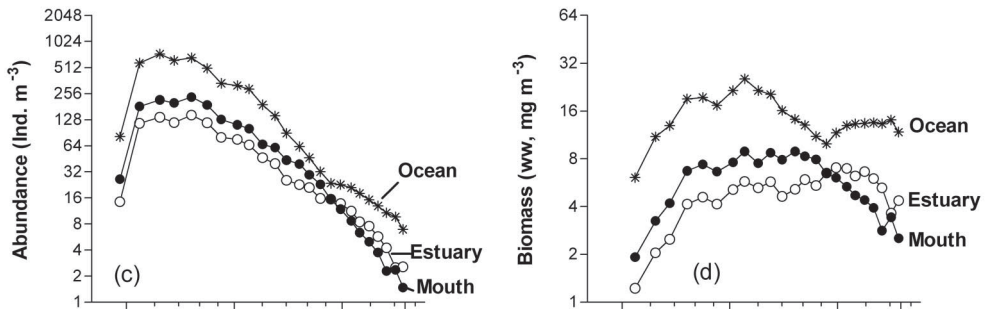 Abundance (Ind. m⁻³)
2048
1024
512
256
128
64
32
16
8
4
2
1
Ocean
Estuary
Mouth
(c)
Biomass (ww, mg m⁻³)
64
32
16
8
4
2
1
Ocean
Estuary
Mouth
(d)